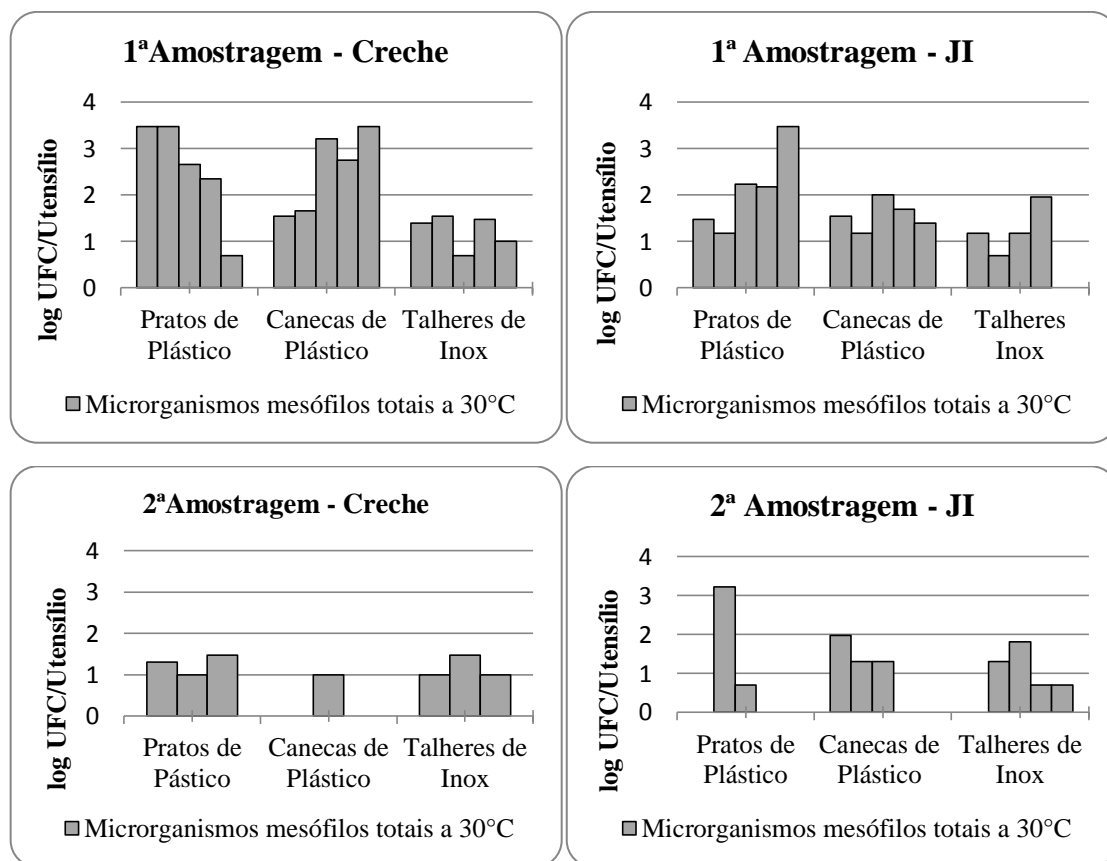 1ªAmostragem - Creche
log UFC/Utensílio
4
3
2
1
0
Pratos de
Plástico
Canecas de
Plástico
Talheres de
Inox
Microrganismos mesófilos totais a 30°C
1ª Amostragem - JI
log UFC/Utensílio
4
3
2
1
0
Pratos de
Plástico
Canecas de
Plástico
Talheres
Inox
Microrganismos mesófilos totais a 30°C
2ªAmostragem - Creche
log UFC/Utensílio
4
3
2
1
0
Pratos de
Pástico
Canecas de
Plástico
Talheres de
Inox
Microrganismos mesófilos totais a 30°C
2ª Amostragem - JI
log UFC/Utensílio
4
3
2
1
0
Pratos de
Plástico
Canecas de
Plástico
Talheres de
Inox
Microrganismos mesófilos totais a 30°C